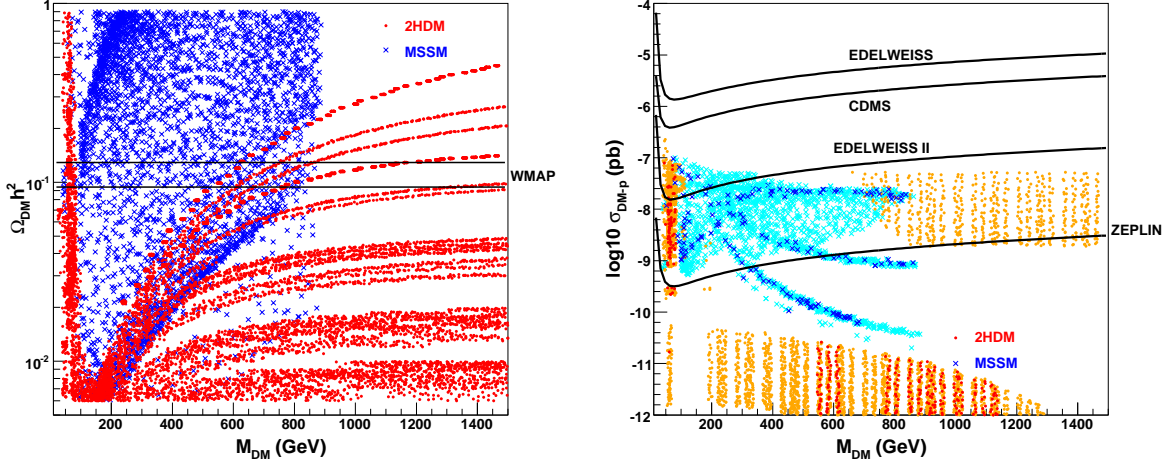 1
10⁻¹
10⁻²
Ω_DM h²
2HDM
MSSM
WMAP
200 400 600 800 1000 1200 1400
M_DM (GeV)
-4
-5
-6
-7
-8
-9
-10
-11
-12
log10 σ_DM-p (pb)
EDELWEISS
CDMS
EDELWEISS II
ZEPLIN
2HDM
MSSM
200 400 600 800 1000 1200 1400
M_DM (GeV)